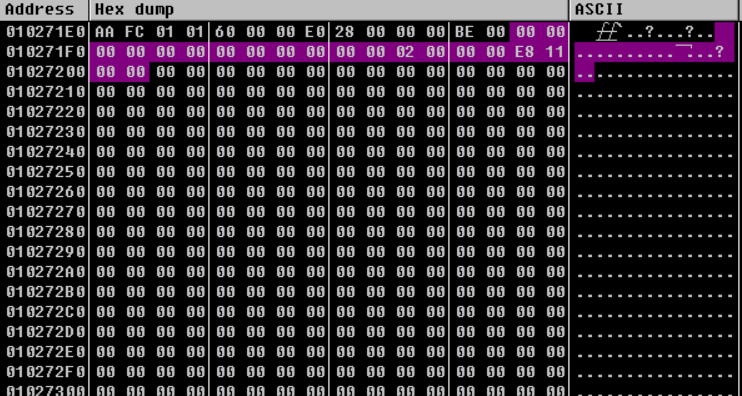 Address Hex dump ASCII
010271E0 AA FC 01 01 60 00 00 E0 28 00 00 00 BE 00 00 00 ..?...?..
010271F0 00 00 00 00 00 00 00 00 00 00 02 00 00 00 E8 11 .......... ...?
01027200 00 00 00 00 00 00 00 00 00 00 00 00 00 00 00 00 ................
01027210 00 00 00 00 00 00 00 00 00 00 00 00 00 00 00 00 ................
01027220 00 00 00 00 00 00 00 00 00 00 00 00 00 00 00 00 ................
01027230 00 00 00 00 00 00 00 00 00 00 00 00 00 00 00 00 ................
01027240 00 00 00 00 00 00 00 00 00 00 00 00 00 00 00 00 ................
01027250 00 00 00 00 00 00 00 00 00 00 00 00 00 00 00 00 ................
01027260 00 00 00 00 00 00 00 00 00 00 00 00 00 00 00 00 ................
01027270 00 00 00 00 00 00 00 00 00 00 00 00 00 00 00 00 ................
01027280 00 00 00 00 00 00 00 00 00 00 00 00 00 00 00 00 ................
01027290 00 00 00 00 00 00 00 00 00 00 00 00 00 00 00 00 ................
010272A0 00 00 00 00 00 00 00 00 00 00 00 00 00 00 00 00 ................
010272B0 00 00 00 00 00 00 00 00 00 00 00 00 00 00 00 00 ................
010272C0 00 00 00 00 00 00 00 00 00 00 00 00 00 00 00 00 ................
010272D0 00 00 00 00 00 00 00 00 00 00 00 00 00 00 00 00 ................
010272E0 00 00 00 00 00 00 00 00 00 00 00 00 00 00 00 00 ................
010272F0 00 00 00 00 00 00 00 00 00 00 00 00 00 00 00 00 ................
01027300 00 00 00 00 00 00 00 00 00 00 00 00 00 00 00 00 ................